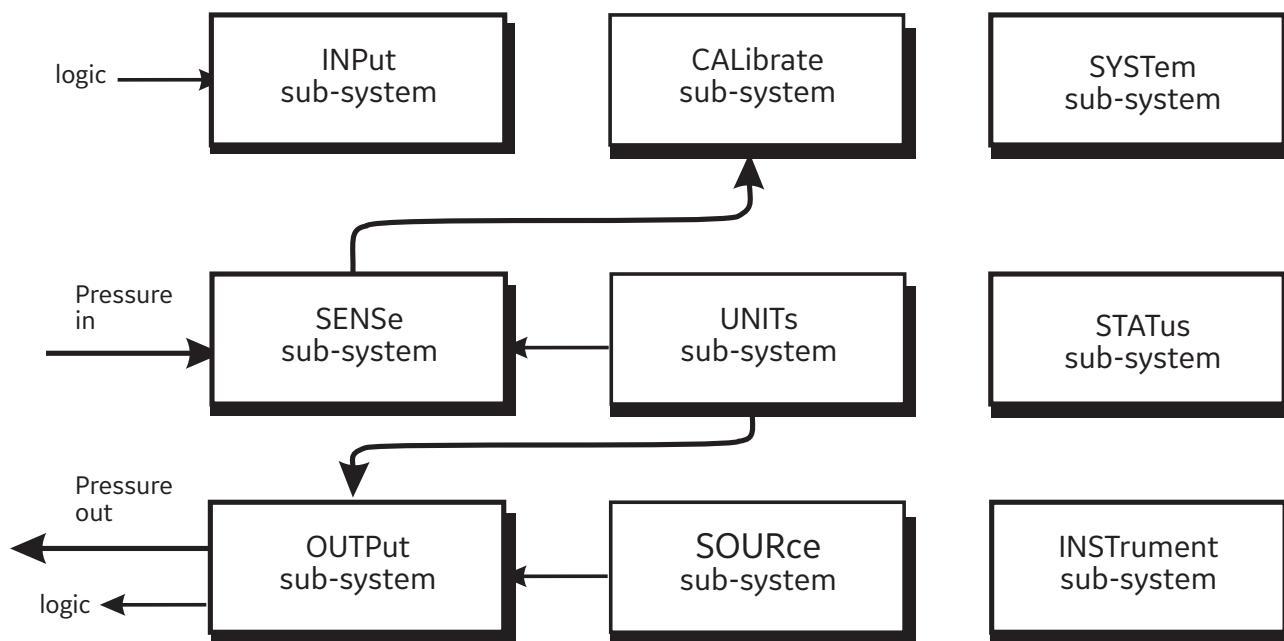 logic
INPut
sub-system
CALibrate
sub-system
SYSTem
sub-system
Pressure
in
SENSe
sub-system
UNITs
sub-system
STATus
sub-system
Pressure
out
logic
OUTPut
sub-system
SOURce
sub-system
INSTrument
sub-system